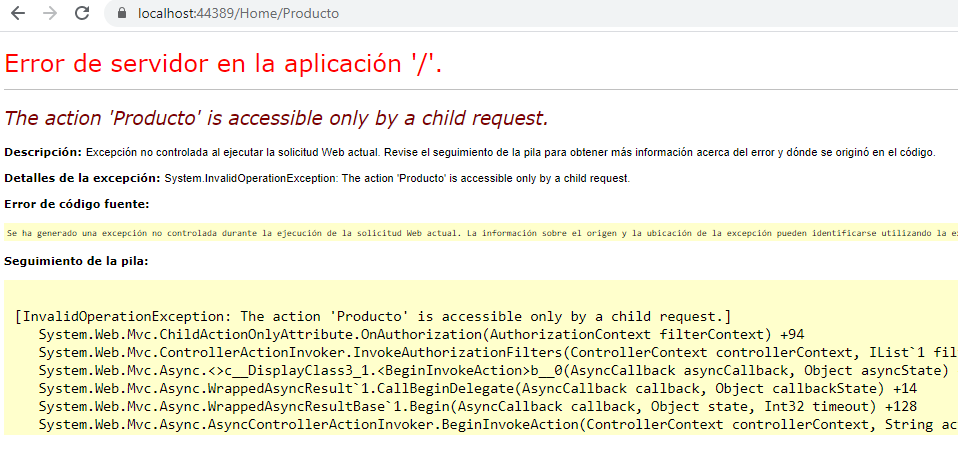 localhost:44389/Home/Producto
Error de servidor en la aplicación '/'.
The action 'Producto' is accessible only by a child request.
Descripción: Excepción no controlada al ejecutar la solicitud Web actual. Revise el seguimiento de la pila para obtener más información acerca del error y dónde se originó en el código.
Detalles de la excepción: System.InvalidOperationException: The action 'Producto' is accessible only by a child request.
Error de código fuente:
Se ha generado una excepción no controlada durante la ejecución de la solicitud Web actual. La información sobre el origen y la ubicación de la excepción pueden identificarse utilizando la
Seguimiento de la pila:
[InvalidOperationException: The action 'Producto' is accessible only by a child request.]
System.Web.Mvc.ChildActionOnlyAttribute.OnAuthorization(AuthorizationContext filterContext) +94
System.Web.Mvc.ControllerActionInvoker.InvokeAuthorizationFilters(ControllerContext controllerContext, IList`1 fil
System.Web.Mvc.Async.<>c__DisplayClass3_1.<BeginInvokeAction>b__0(AsyncCallback asyncCallback, Object asyncState)
System.Web.Mvc.Async.WrappedAsyncResult`1.CallBeginDelegate(AsyncCallback callback, Object callbackState) +14
System.Web.Mvc.Async.WrappedAsyncResultBase`1.Begin(AsyncCallback callback, Object state, Int32 timeout) +128
System.Web.Mvc.Async.AsyncControllerActionInvoker.BeginInvokeAction(ControllerContext controllerContext, String ac